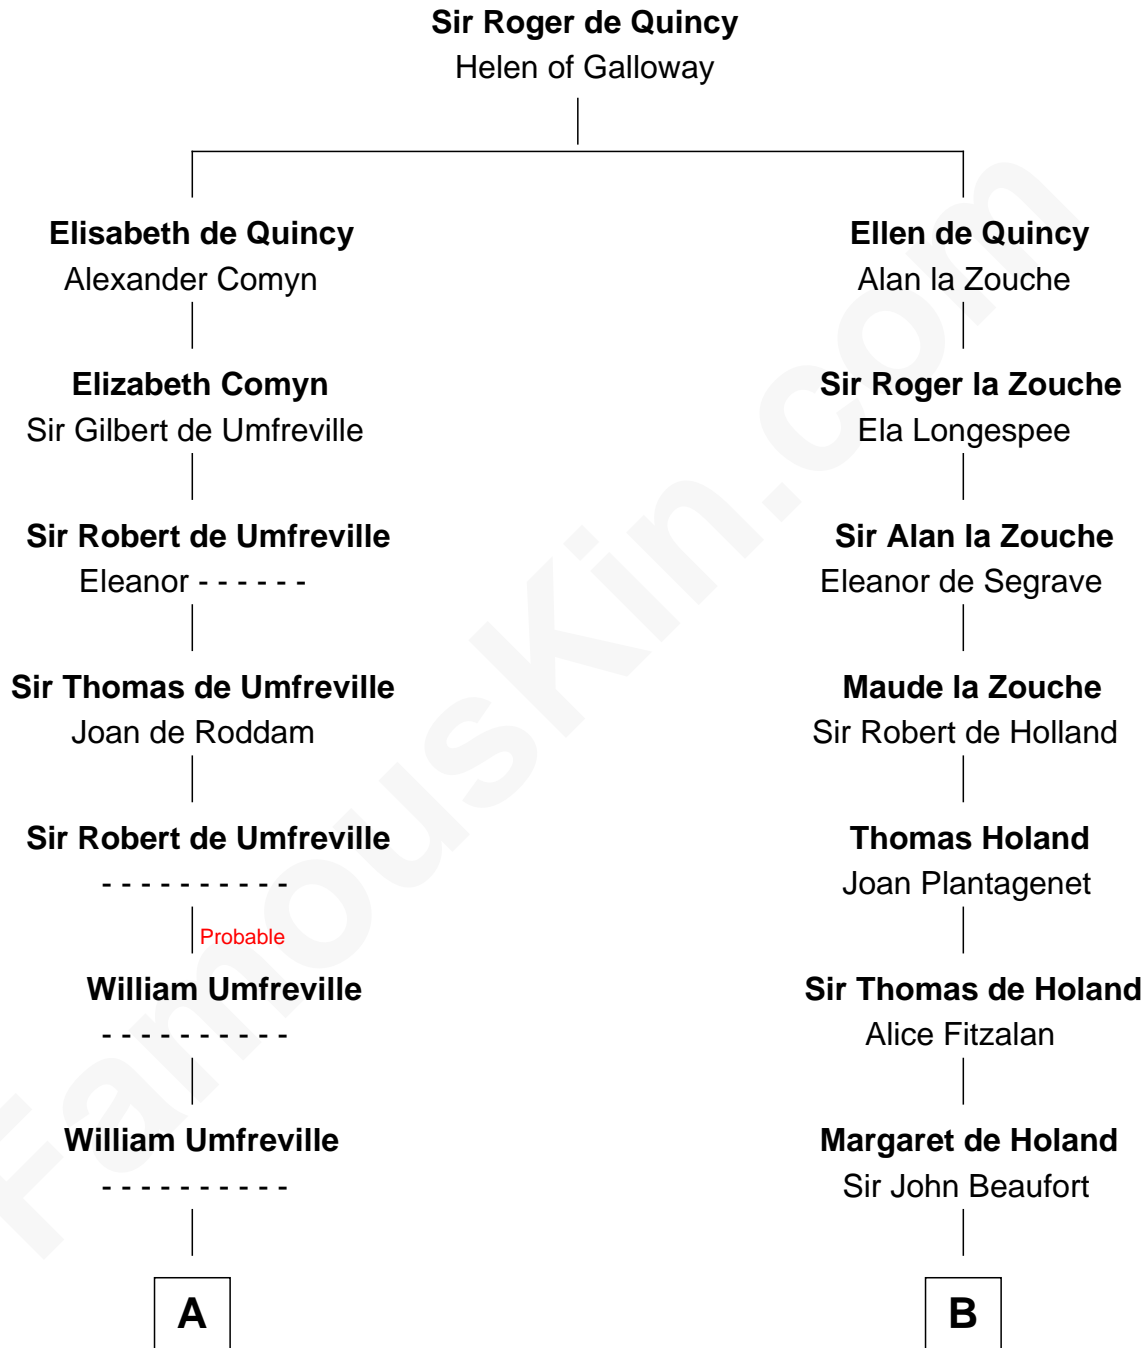 Sir Roger de Quincy
Helen of Galloway
Elisabeth de Quincy
Alexander Comyn
Elizabeth Comyn
Sir Gilbert de Umfreville
Sir Robert de Umfreville
Eleanor - - - - - -
Sir Thomas de Umfreville
Joan de Roddam
Sir Robert de Umfreville
- - - - - - - - - -
Probable
William Umfreville
- - - - - - - - - -
William Umfreville
- - - - - - - - - -
A
Ellen de Quincy
Alan la Zouche
Sir Roger la Zouche
Ela Longespee
Sir Alan la Zouche
Eleanor de Segrave
Maude la Zouche
Sir Robert de Holland
Thomas Holand
Joan Plantagenet
Sir Thomas de Holand
Alice Fitzalan
Margaret de Holand
Sir John Beaufort
B
FamousKin.com